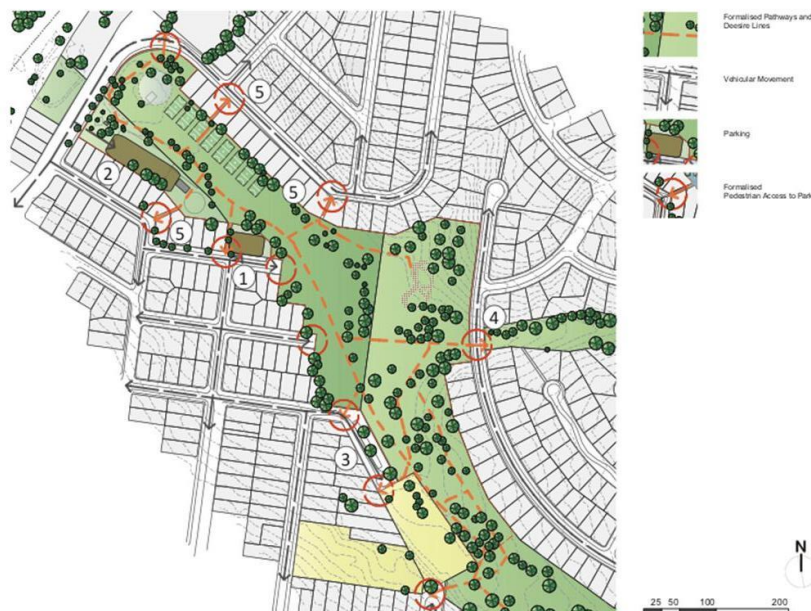 Formalised Pathways and
Deesire Lines
Vehicular Movement
Parking
Formalised
Pedestrian Access to Park
5
5
2
5
1
4
3
N
25 50 100 200